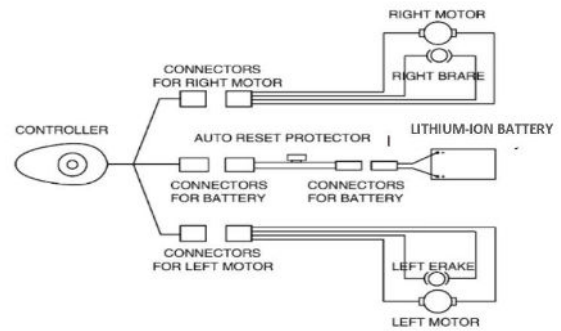 RIGHT MOTOR
RIGHT BRARE
CONNECTORS
FOR RIGHT MOTOR
CONTROLLER
AUTO RESET PROTECTOR
LITHIUM-ION BATTERY
CONNECTORS
FOR BATTERY
CONNECTORS
FOR BATTERY
CONNECTORS
FOR LEFT MOTOR
LEFT ERAKE
LEFT MOTOR